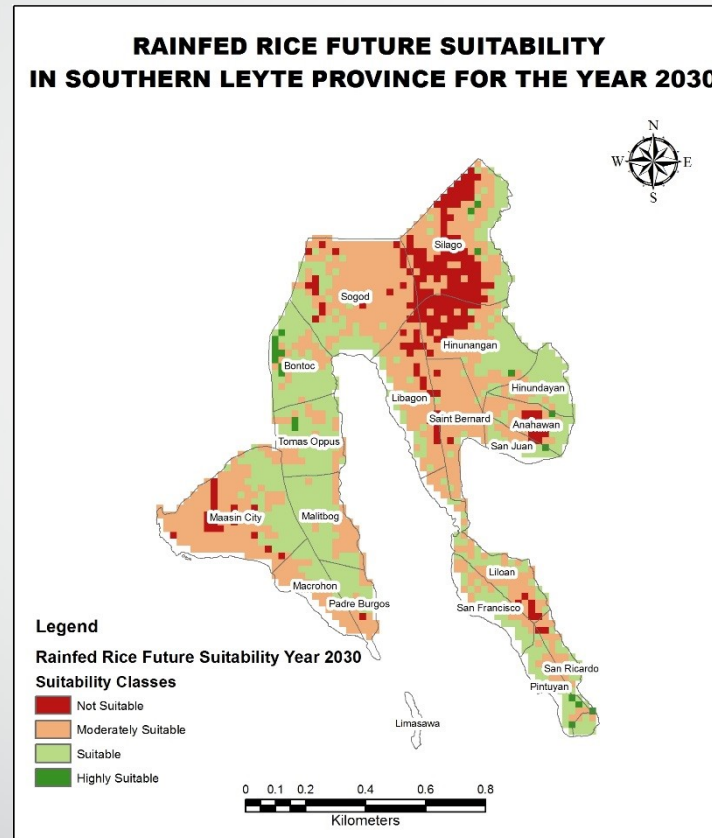 RAINFED RICE FUTURE SUITABILITY
IN SOUTHERN LEYTE PROVINCE FOR THE YEAR 2030
N
W E
S
Silago
Sogod
Hinunangan
Bontoc
Hinundayan
Libagon
Saint Bernard
Anahawan
Tomas Oppus
San Juan
Maasin City
Malitbog
Liloan
Macrohon
Padre Burgos
San Francisco
San Ricardo
Pintuyan
Limasawa
Legend
Rainfed Rice Future Suitability Year 2030
Suitability Classes
Not Suitable
Moderately Suitable
Suitable
Highly Suitable
0 0.1 0.2 0.4 0.6 0.8
Kilometers